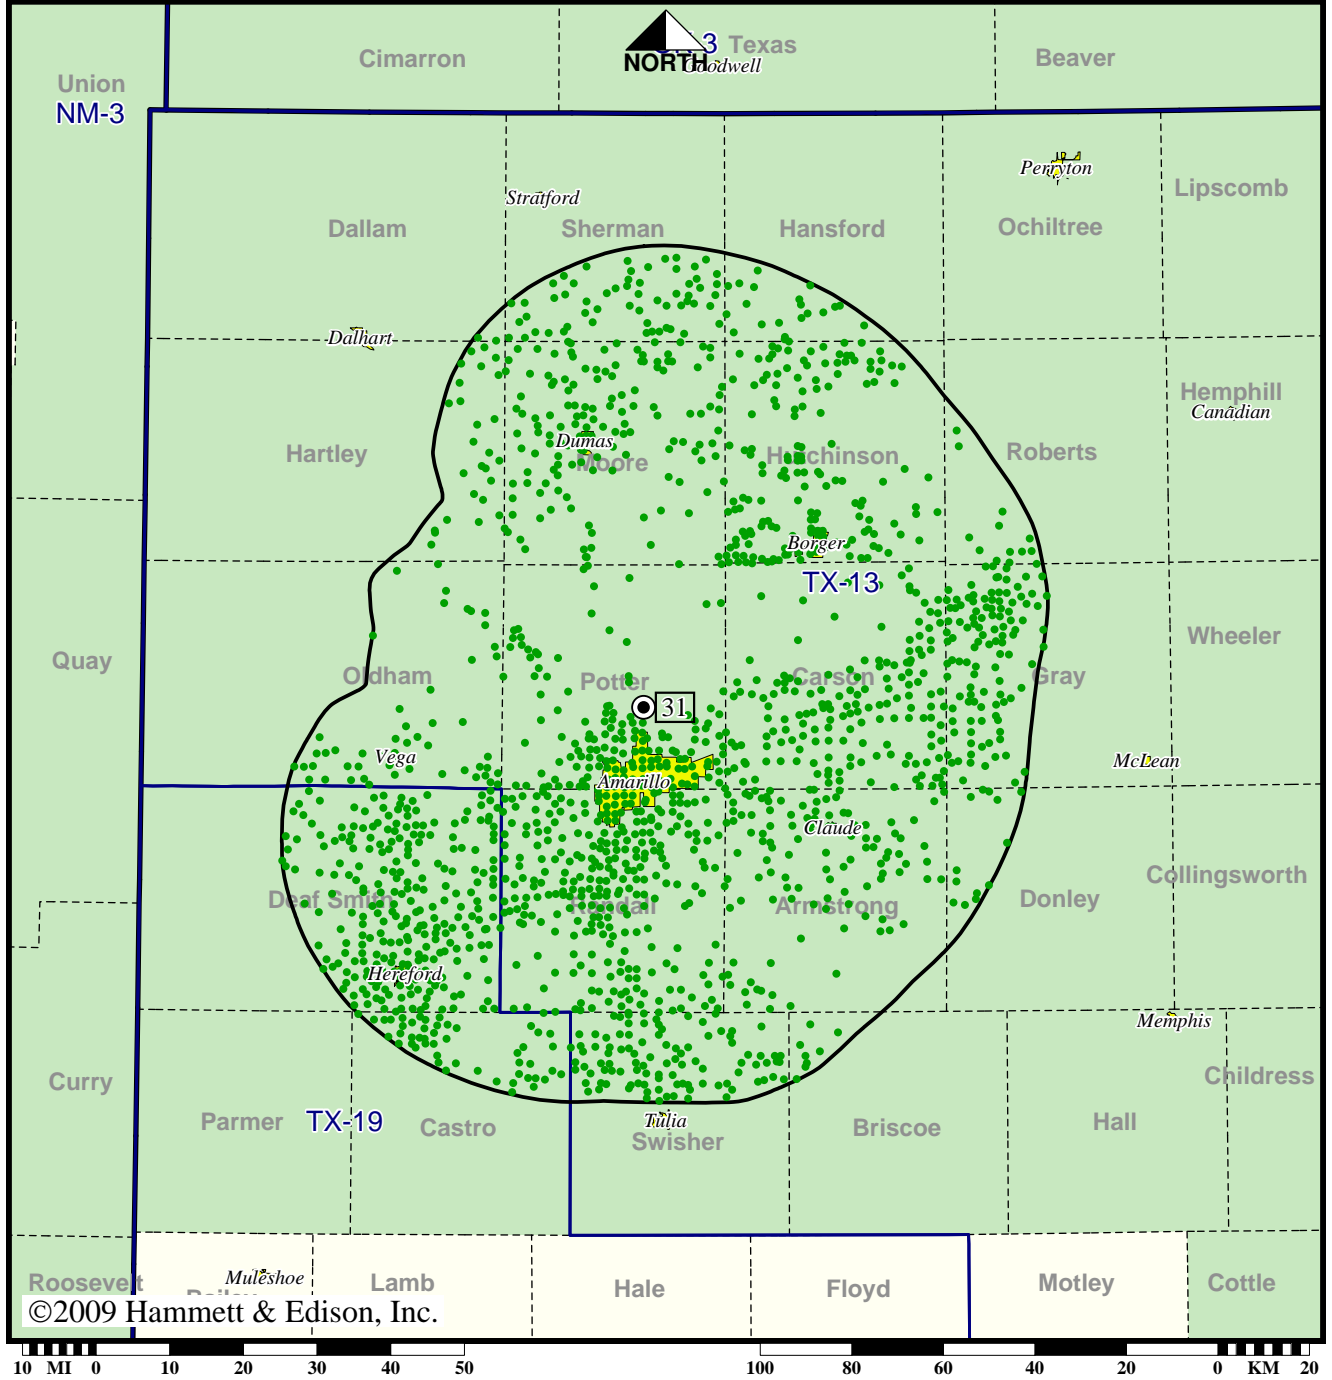 Cimarron
Texas
Beaver
NORTH
Goodwell
Union
NM-3
Perryton
Lipscomb
Stratford
Dallam
Sherman
Hansford
Ochiltree
Dalhart
Hemphill
Canadian
Hartley
Dumas
Moore
Hutchinson
Roberts
Borger
TX-13
Quay
Oldham
Potter
Carson
Gray
Wheeler
31
Vega
Amarillo
McLean
Claude
Deaf Smith
Randall
Armstrong
Donley
Collingsworth
Hereford
Memphis
Curry
Childress
Parmer
TX-19
Castro
Tulia
Swisher
Briscoe
Hall
Roosevelt
Muleshoe
Bailey
Lamb
Hale
Floyd
Motley
Cottle
©2009 Hammett & Edison, Inc.
10 MI 0 10 20 30 40 50 100 80 60 40 20 0 KM 20